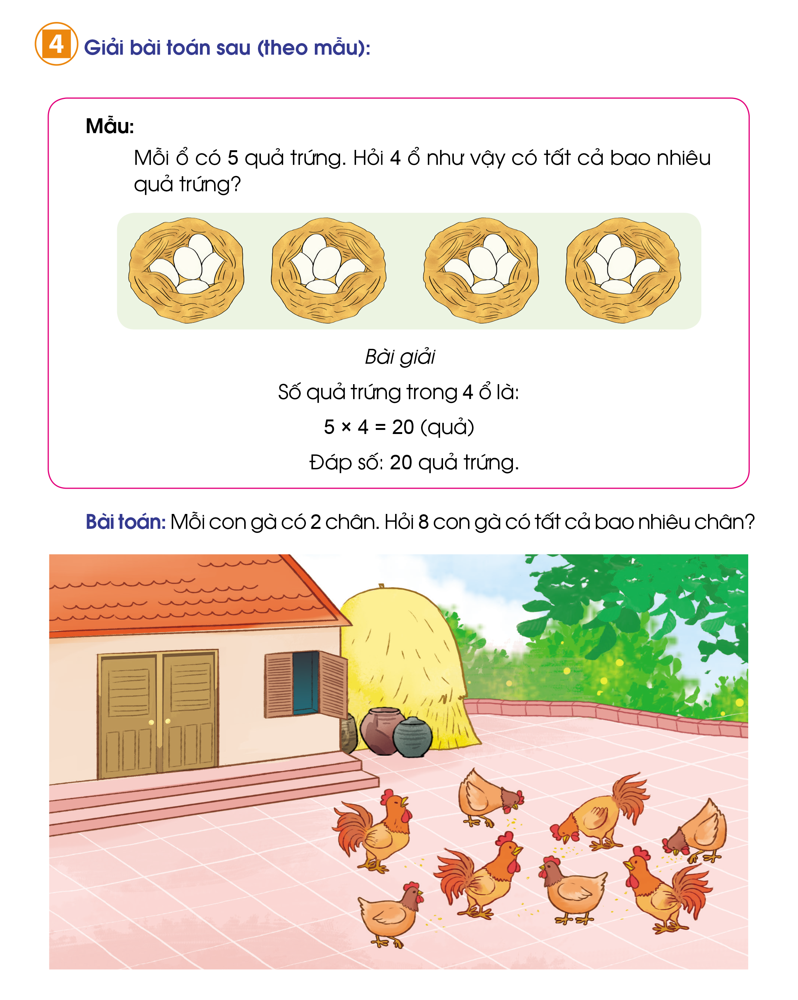 4 Giải bài toán sau (theo mẫu):
Mẫu:
Mỗi ổ có 5 quả trứng. Hỏi 4 ổ như vậy có tất cả bao nhiêu
quả trứng?
Bài giải
Số quả trứng trong 4 ổ là:
5 × 4 = 20 (quả)
Đáp số: 20 quả trứng.
Bài toán: Mỗi con gà có 2 chân. Hỏi 8 con gà có tất cả bao nhiêu chân?